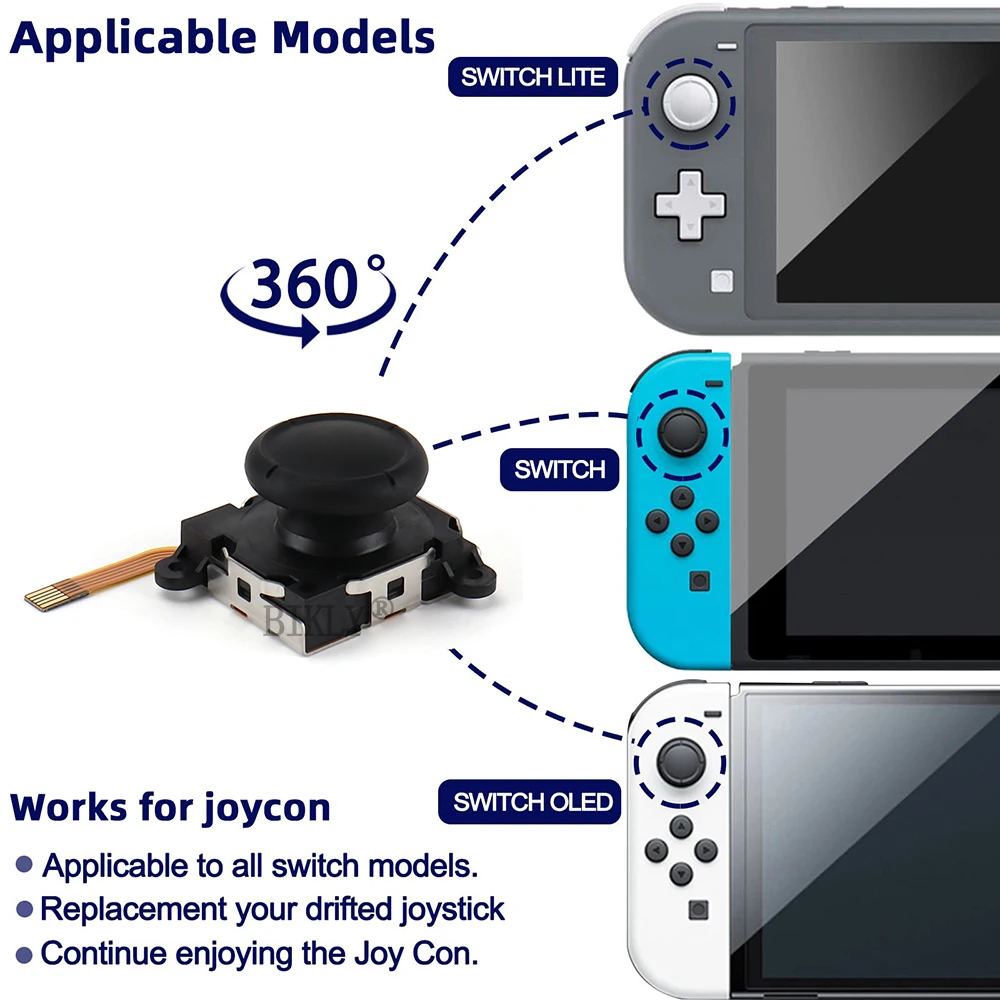 Applicable Models
SWITCH LITE
360°
SWITCH
BIKLY®
SWITCH OLED
Works for joycon
• Applicable to all switch models.
• Replacement your drifted joystick
• Continue enjoying the Joy Con.